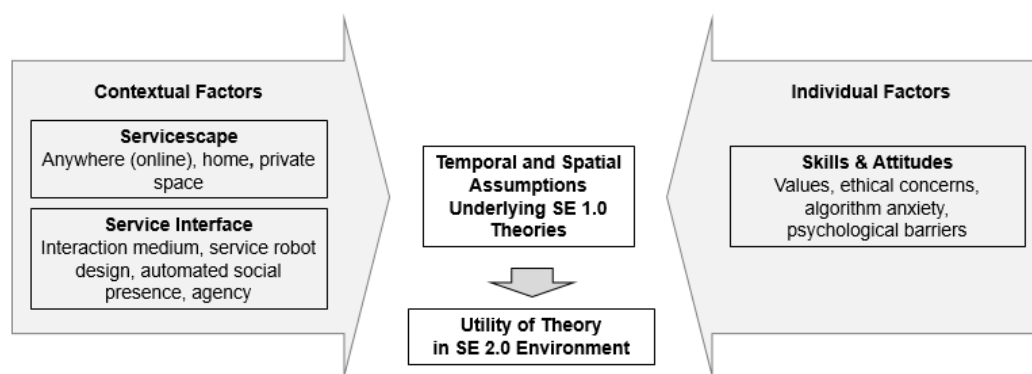 Contextual Factors
Servicescape
Anywhere (online), home, private
space
Service Interface
Interaction medium, service robot
design, automated social
presence, agency
Temporal and Spatial
Assumptions
Underlying SE 1.0
Theories
Utility of Theory
in SE 2.0 Environment
Individual Factors
Skills & Attitudes
Values, ethical concerns,
algorithm anxiety,
psychological barriers